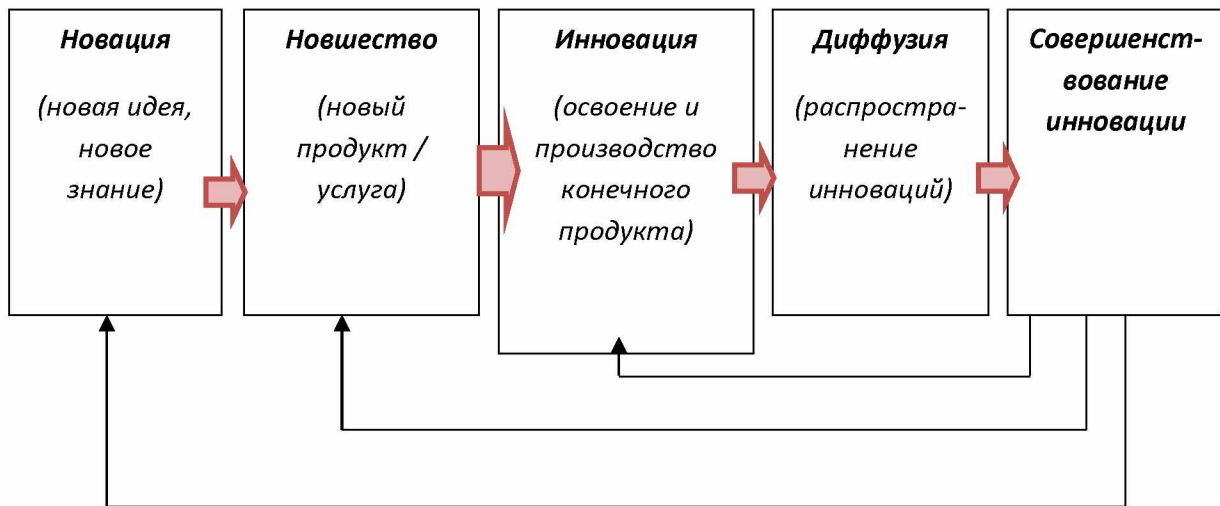 Новация
(новая идея,
новое
знание)
Новшество
(новый
продукт /
услуга)
Инновация
(освоение и
производство
конечного
продукта)
Диффузия
(распростра-
нение
инноваций)
Совершенст-
вование
инновации